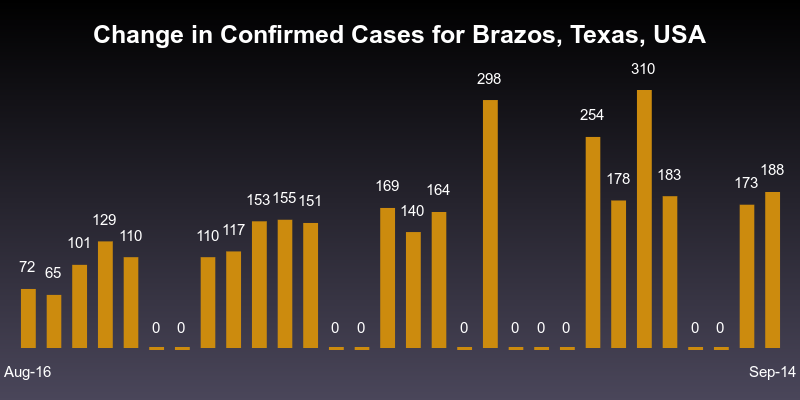 Change in Confirmed Cases for Brazos, Texas, USA
72 65 101 129 110 0 0 110 117 153 155 151 0 0 169 140 164 0 298 0 0 0 254 178 310 183 0 0 173 188
Aug-16 Sep-14